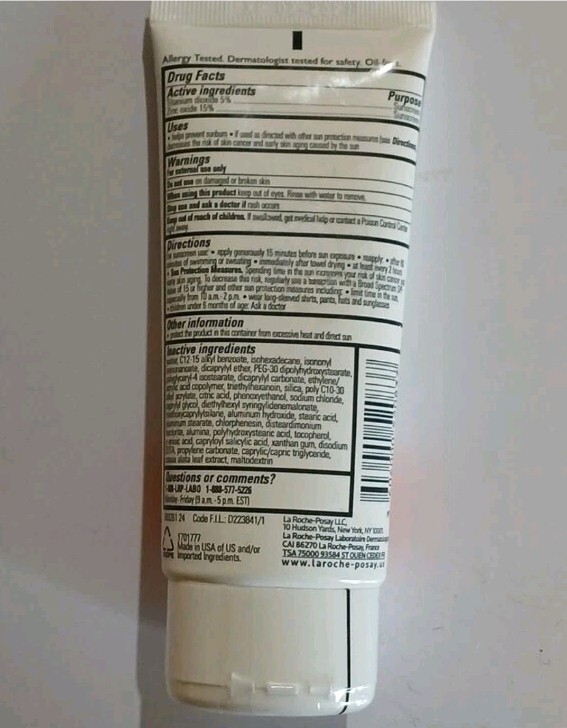 Allergy Tested. Dermatologist tested for safety.
Drug Facts
Active ingredients Purpose
dioxide 5% Sunscreen
Zinc oxide 15% Sunscreen
Uses
• helps prevent sunburn • if used as directed with other sun protection measures (see Directions
decreases the risk of skin cancer and early skin aging caused by the sun
Warnings
For external use only
Do not use on damaged or broken skin
When using this product keep out of eyes. Rinse with water to remove.
Stop use and ask a doctor if rash occurs
Keep out of reach of children. If swallowed, get medical help or contact a Poison Control Center
right away.
Directions
For sunscreen use: • apply generously 15 minutes before sun exposure • reapply: • after
minutes of swimming or sweating • immediately after towel drying • at least every 2 hours
• Sun Protection Measures. Spending time in the sun increases your risk of skin cancer
early skin aging. To decrease this risk, regularly use a sunscreen with a Broad Spectrum
value of 15 or higher and other sun protection measures including: • limit time in the sun,
especially from 10 a.m. - 2 p.m. • wear long-sleeved shirts, pants, hats and sunglasses
• children under 6 months of age: Ask a doctor
Other information
• protect the product in this container from excessive heat and direct sun
Inactive ingredients
water, C12-15 alkyl benzoate, isohexadecane, isononyl
dicaprylyl ether, PEG-30 dipolyhydroxystearate,
polyglyceryl-4 isostearate, dicaprylyl carbonate, ethylene/
acrylic acid copolymer, triethylhexanoin, silica, poly C10-30
alkyl acrylate, citric acid, phenoxyethanol, sodium chloride,
caprylyl glycol, diethylhexyl syringylidenemalonate,
aluminum hydroxide, stearic acid,
aluminum stearate, chlorphenesin, disteardimonium
hectorite, alumina, polyhydroxystearic acid, tocopherol,
acid, capryloyl salicylic acid, xanthan gum, disodium
EDTA, propylene carbonate, caprylic/capric triglyceride,
cassia alata leaf extract, maltodextrin
Questions or comments?
1-88-LRP-LABO 1-888-577-5226
Monday - Friday (9 a.m. - 5 p.m. EST)
24 Code F.I.L. D223841/1
1701777
Made in USA of US and/or
Imported Ingredients.
La Roche-Posay LLC,
10 Hudson Yards, New York, NY
La Roche-Posay Laboratoire
CAI 86270 La Roche-Posay, France
TSA 75000 93584 ST OUEN CEDEX
www.laroche-posay.us